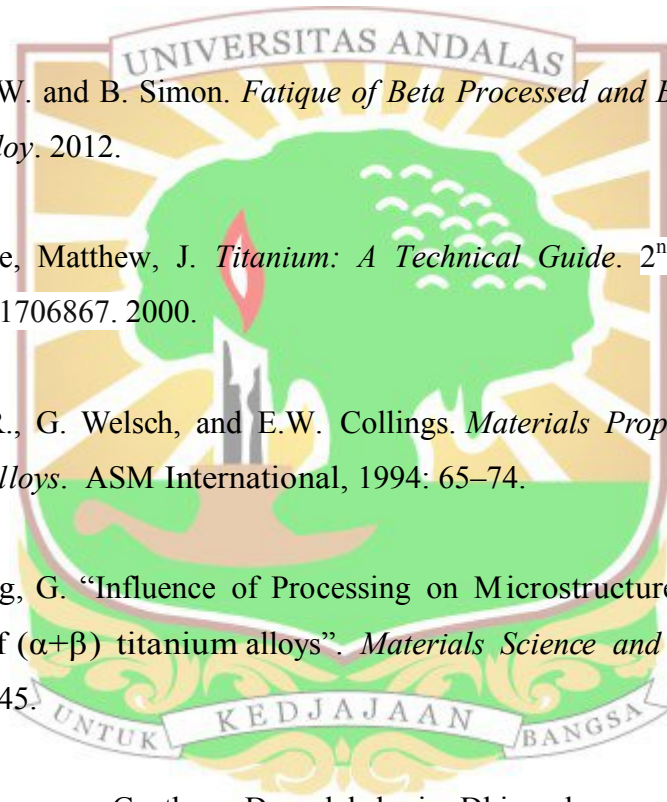 UNIVERSITAS ANDALAS
W. and B. Simon. Fatique of Beta Processed and
loy. 2012.
e, Matthew, J. Titanium: A Technical Guide. 2n
1706867. 2000.
R., G. Welsch, and E.W. Collings. Materials Prop
lloys. ASM International, 1994: 65–74.
g, G. “Influence of Processing on Microstructure
f (α+β) titanium alloys”. Materials Science and
45.
UNTUK KEDJAJAAN BANGSA